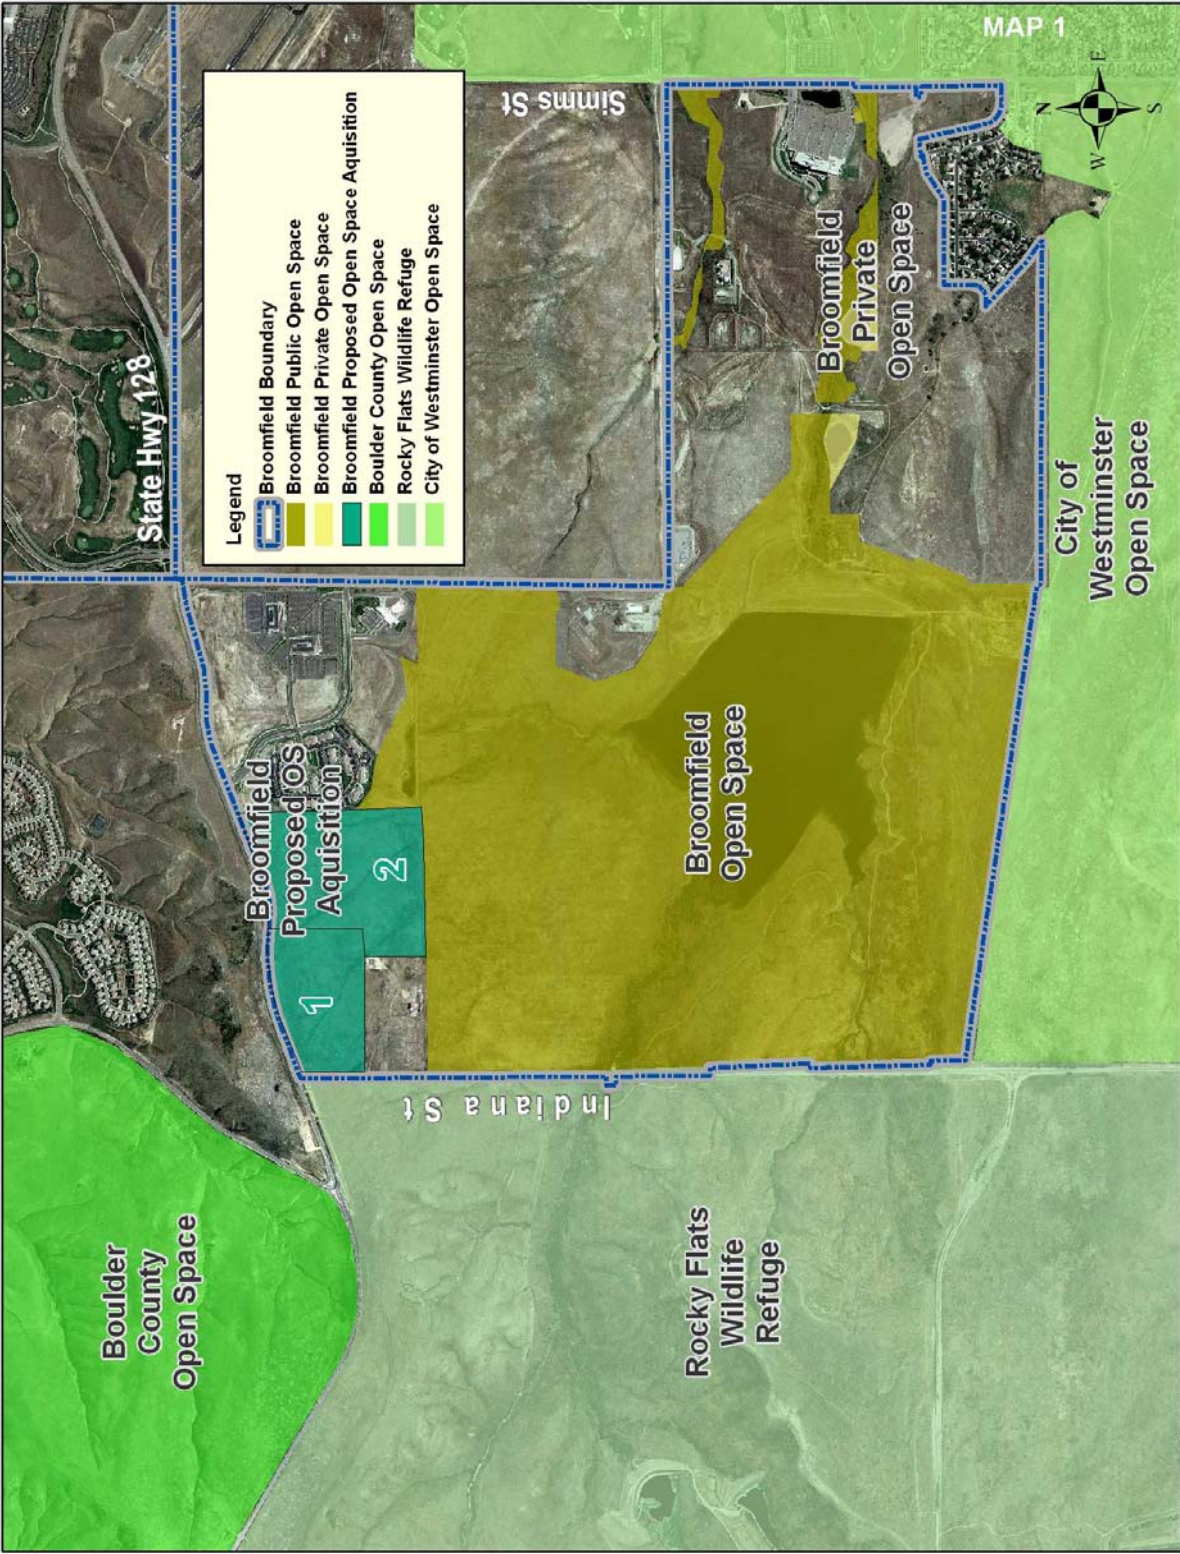 MAP 1
State Hwy 128
Simms St
Legend
Broomfield Boundary
Broomfield Public Open Space
Broomfield Private Open Space
Broomfield Proposed Open Space Aquisition
Boulder County Open Space
Rocky Flats Wildlife Refuge
City of Westminster Open Space
Boulder
County
Open Space
Broomfield
Proposed OS
Aquisition
1
2
Indiana St
Broomfield
Open Space
Broomfield
Private
Open Space
Rocky Flats
Wildlife
Refuge
City of
Westminster
Open Space
N
W
E
S